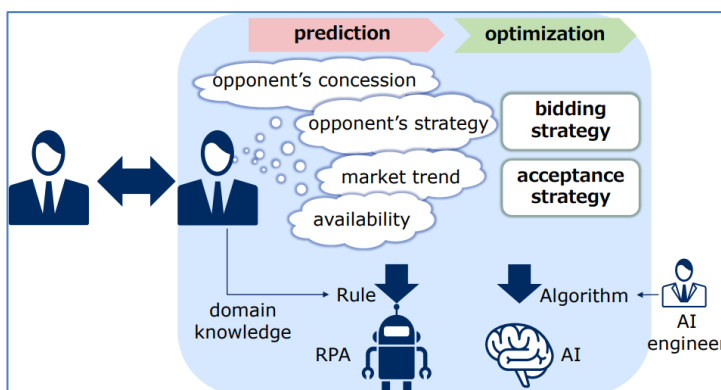 prediction
optimization
opponent's concession
opponent's strategy
market trend
availability
bidding
strategy
acceptance
strategy
domain
knowledge
Rule
RPA
Algorithm
AI
AI
engineer